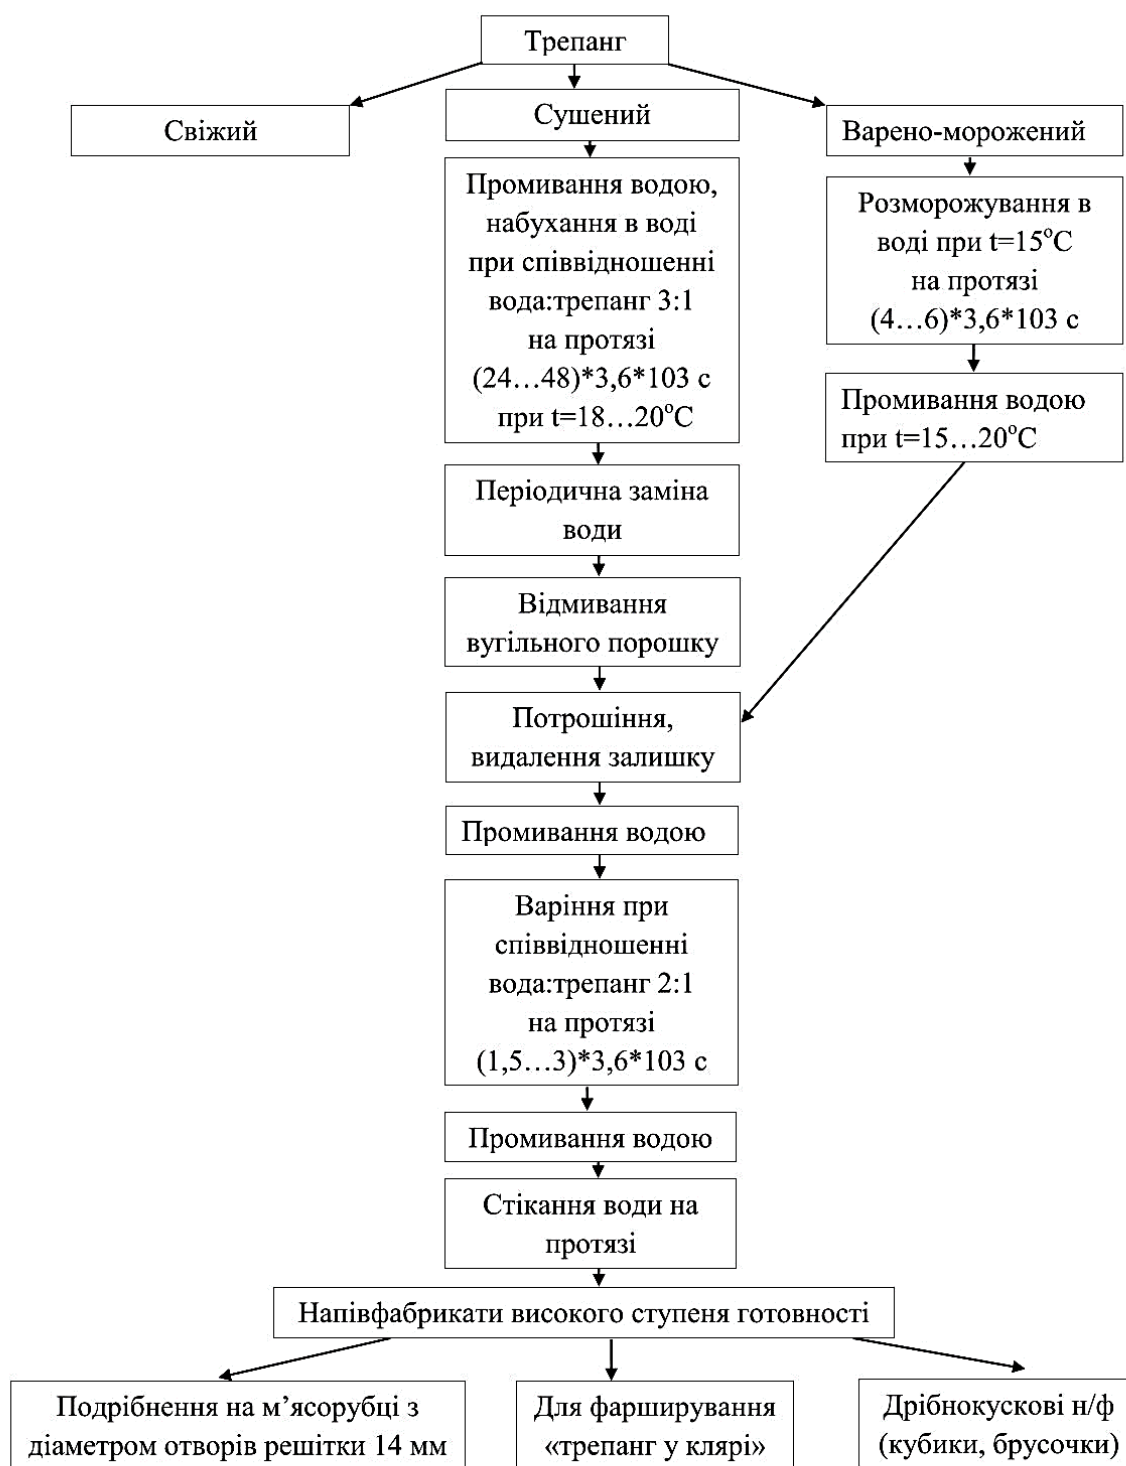 Трепанг
Свіжий
Сушений
Варено-морожений
Промивання водою,
набухання в воді
при співвідношенні
вода:трепанг 3:1
на протязі
(24…48)*3,6*103 с
при t=18…20°С
Розморожування в
воді при t=15°С
на протязі
(4…6)*3,6*103 с
Промивання водою
при t=15…20°С
Періодична заміна
води
Відмивання
вугільного порошку
Потрошіння,
видалення залишку
Промивання водою
Варіння при
співвідношенні
вода:трепанг 2:1
на протязі
(1,5…3)*3,6*103 с
Промивання водою
Стікання води на
протязі
Напівфабрикати високого ступеня готовності
Подрібнення на м’ясорубці з
діаметром отворів решітки 14 мм
Для фарширування
«трепанг у клярі»
Дрібнокускові н/ф
(кубики, брусочки)